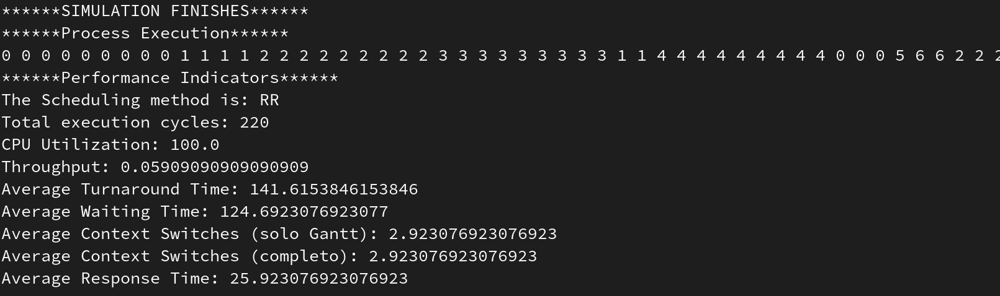 ******SIMULATION FINISHES******
******Process Execution******
0 0 0 0 0 0 0 0 0 1 1 1 1 2 2 2 2 2 2 2 2 2 3 3 3 3 3 3 3 3 3 1 1 4 4 4 4 4 4 4 4 4 0 0 0 5 6 6 2 2 2
******Performance Indicators******
The Scheduling method is: RR
Total execution cycles: 220
CPU Utilization: 100.0
Throughput: 0.05909090909090909
Average Turnaround Time: 141.6153846153846
Average Waiting Time: 124.6923076923077
Average Context Switches (solo Gantt): 2.923076923076923
Average Context Switches (completo): 2.923076923076923
Average Response Time: 25.923076923076923